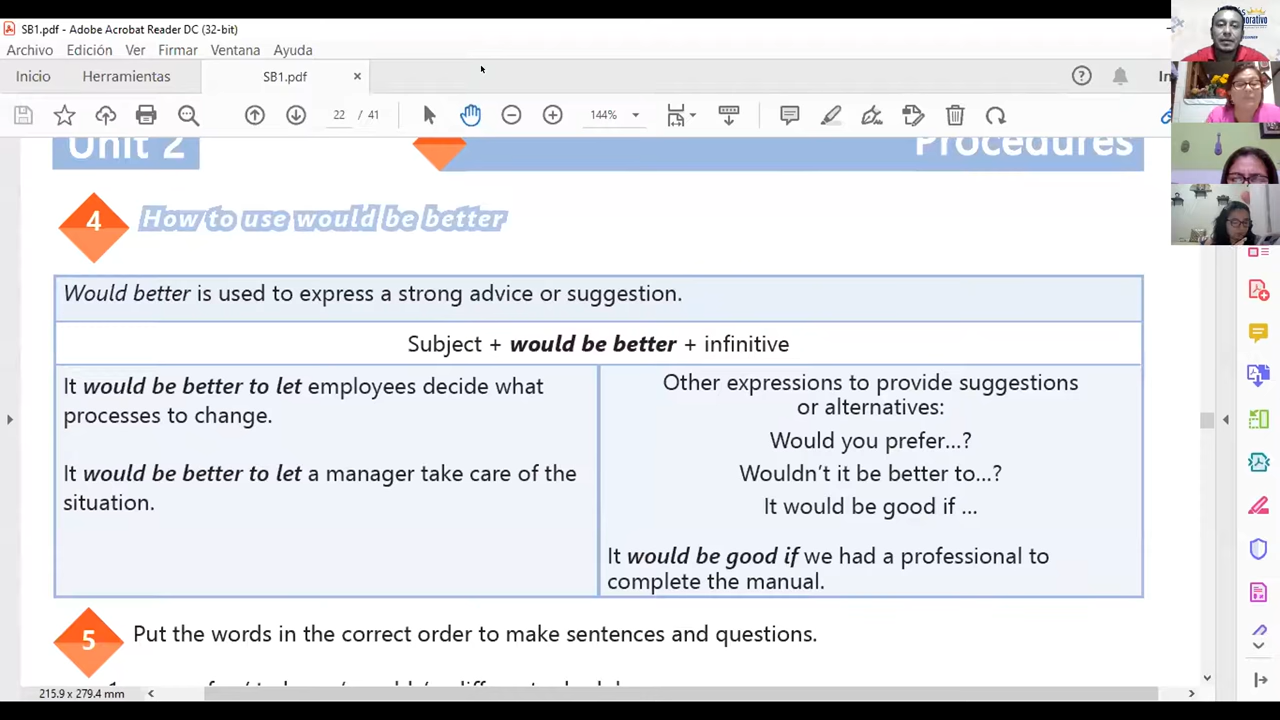 SB1.pdf - Adobe Acrobat Reader DC (32-bit)
Archivo Edición Ver Firmar Ventana Ayuda
Inicio Herramientas SB1.pdf ×
22 / 41 144%
Unit 2 Procedures
4 How to use would be better
Would better is used to express a strong advice or suggestion.
Subject + would be better + infinitive
It would be better to let employees decide what
processes to change.
It would be better to let a manager take care of the
situation.
Other expressions to provide suggestions
or alternatives:
Would you prefer...?
Wouldn't it be better to...?
It would be good if ...
It would be good if we had a professional to
complete the manual.
5 Put the words in the correct order to make sentences and questions.
215.9 x 279.4 mm